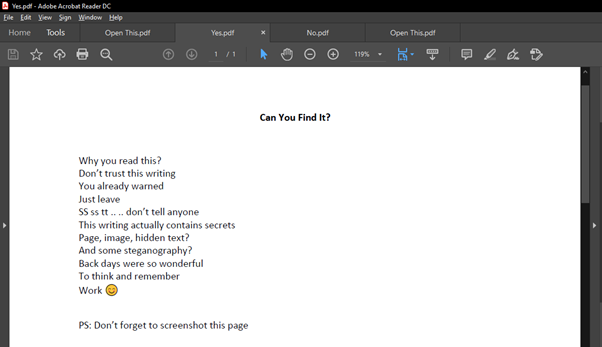 Yes.pdf - Adobe Acrobat Reader DC
File Edit View Sign Window Help
Home Tools Open This.pdf Yes.pdf × No.pdf Open This.pdf
1 / 1 119%
Can You Find It?
Why you read this?
Don't trust this writing
You already warned
Just leave
SS ss tt .. .. don't tell anyone
This writing actually contains secrets
Page, image, hidden text?
And some steganography?
Back days were so wonderful
To think and remember
Work 😊
PS: Don't forget to screenshot this page